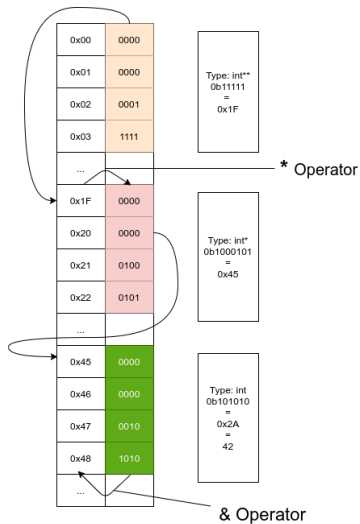 0x00 0000
0x01 0000
0x02 0001
0x03 1111
...
0x1F 0000
0x20 0000
0x21 0100
0x22 0101
...
0x45 0000
0x46 0000
0x47 0010
0x48 1010
...
Type: int**
0b11111
=
0x1F
* Operator
Type: int*
0b1000101
=
0x45
Type: int
0b101010
=
0x2A
=
42
& Operator